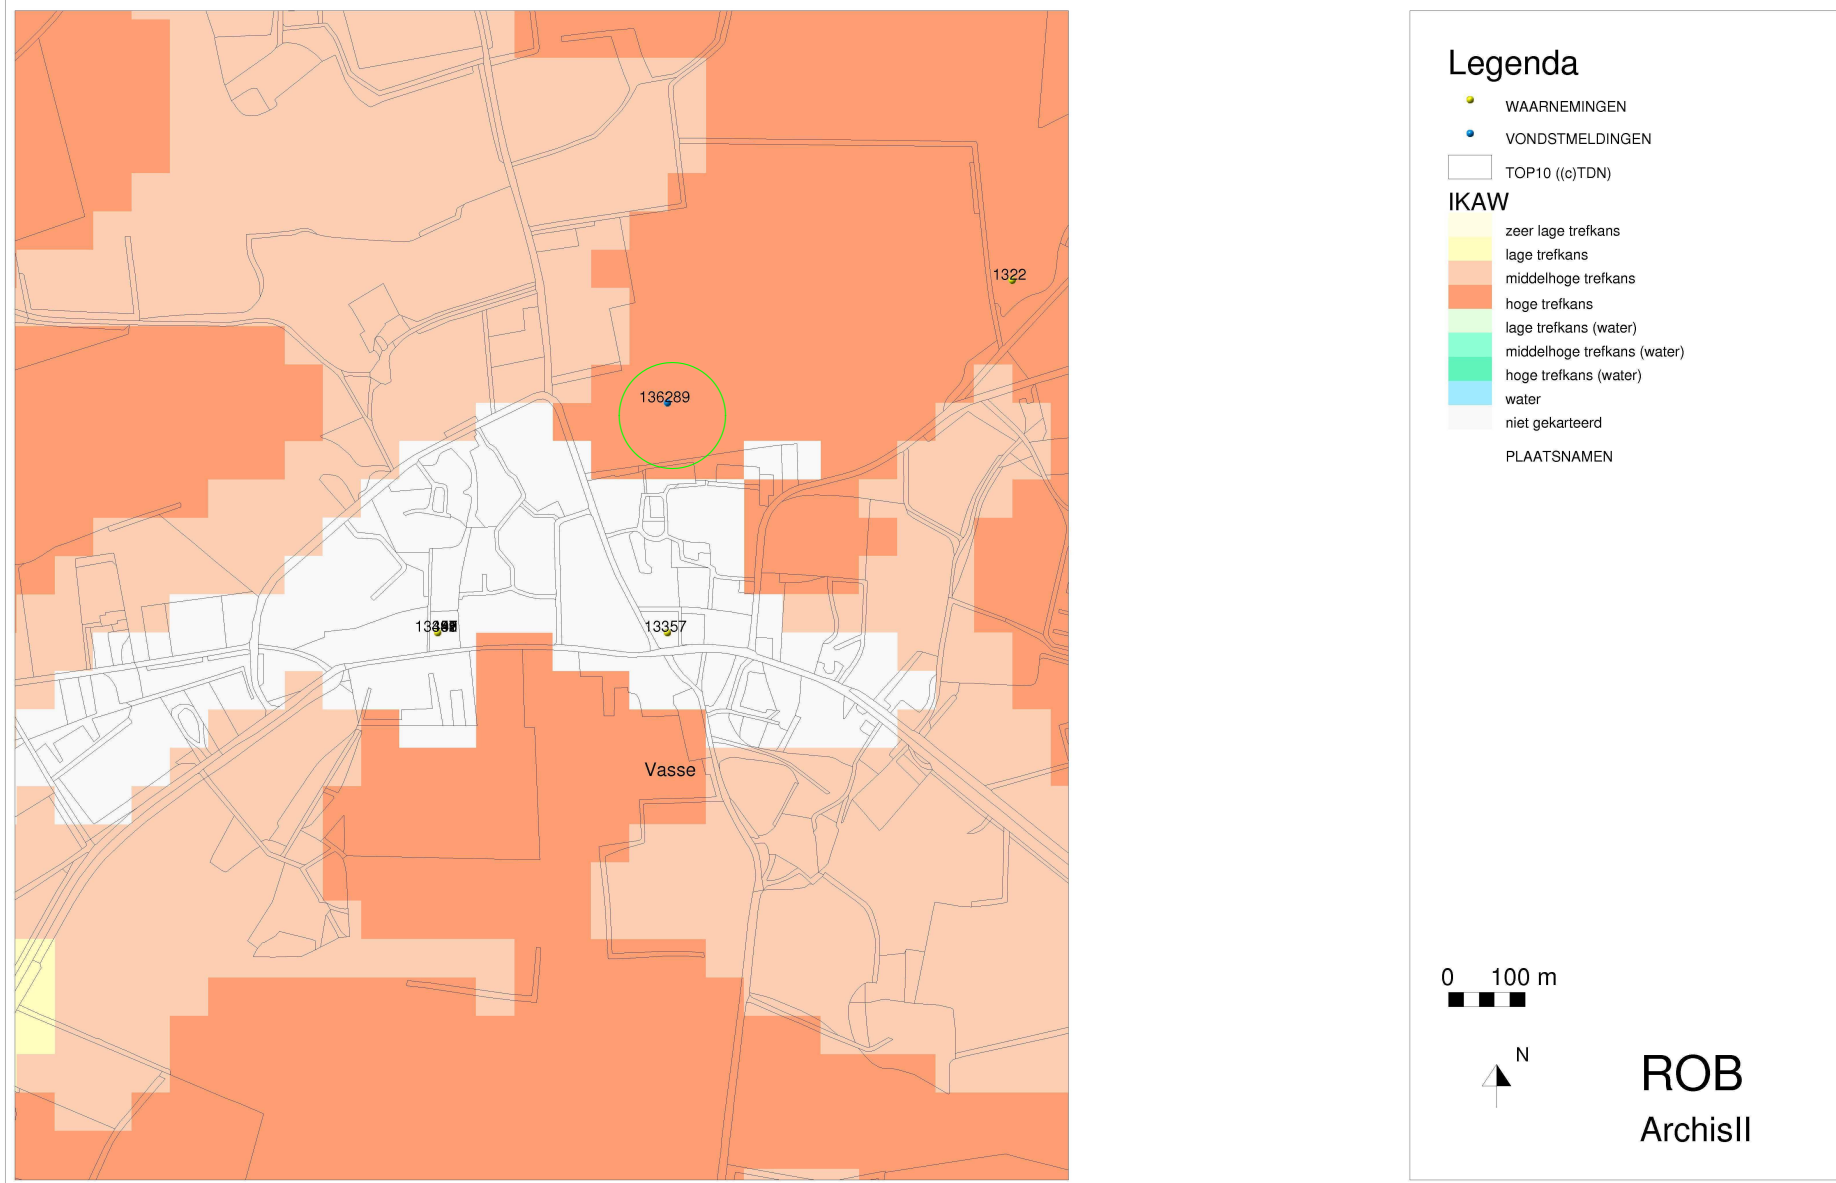 1322
136289
13357
Vasse
Legenda
WAARNEMINGEN
VONDSTMELDINGEN
TOP10 ((c)TDN)
IKAW
zeer lage trefkans
lage trefkans
middelhoge trefkans
hoge trefkans
lage trefkans (water)
middelhoge trefkans (water)
hoge trefkans (water)
water
niet gekarteerd
PLAATSNAMEN
0 100 m
N
ROB
ArchisII